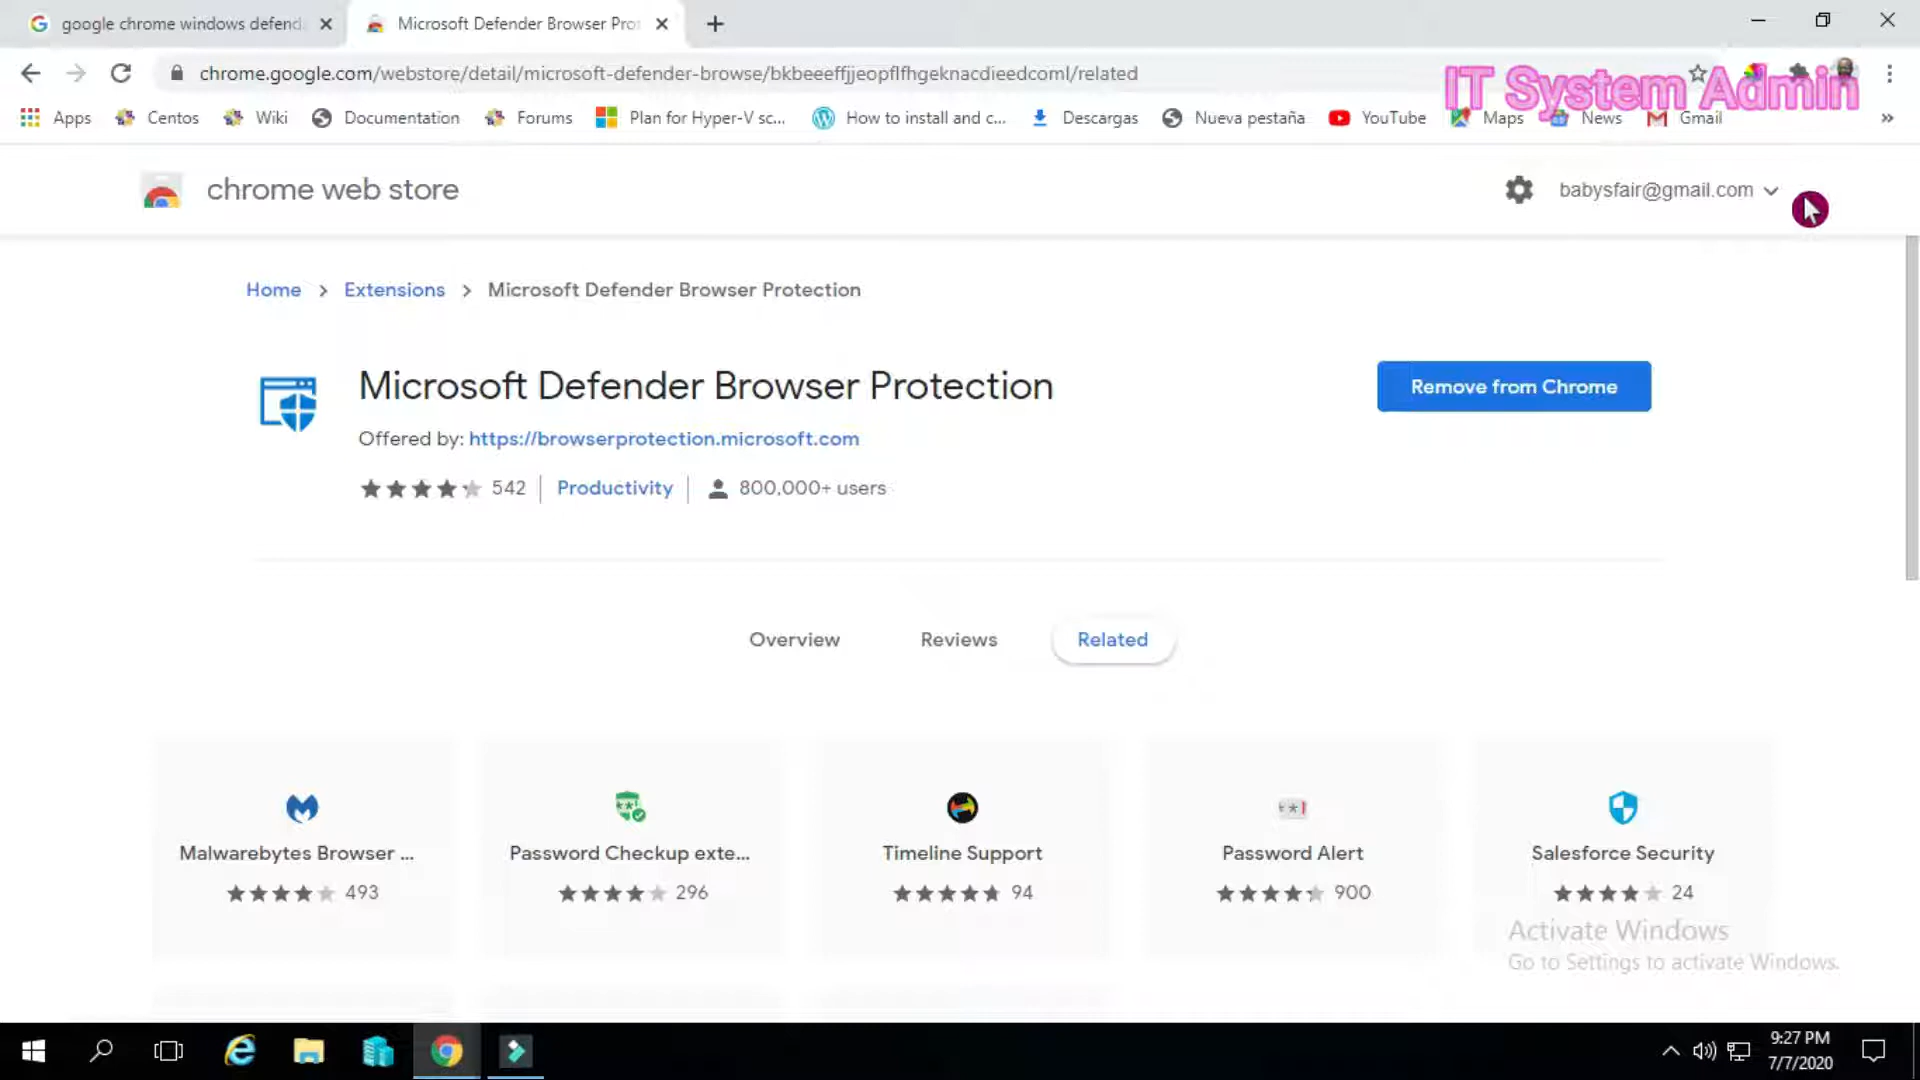 google chrome windows defend
Microsoft Defender Browser Pro
chrome.google.com/webstore/detail/microsoft-defender-browse/bkbeeeffjjeopflfhgeknacdieedcoml/related
IT System Admin
Apps Centos Wiki Documentation Forums Plan for Hyper-V sc... How to install and c... Descargas Nueva pestaña YouTube Maps News Gmail »
chrome web store
babysfair@gmail.com
Home > Extensions > Microsoft Defender Browser Protection
Microsoft Defender Browser Protection
Remove from Chrome
Offered by: https://browserprotection.microsoft.com
542 Productivity 800,000+ users
Overview Reviews Related
Malwarebytes Browser ... Password Checkup exte... Timeline Support Password Alert Salesforce Security
493 296 94 900 24
Activate Windows
Go to Settings to activate Windows.
9:27 PM
7/7/2020